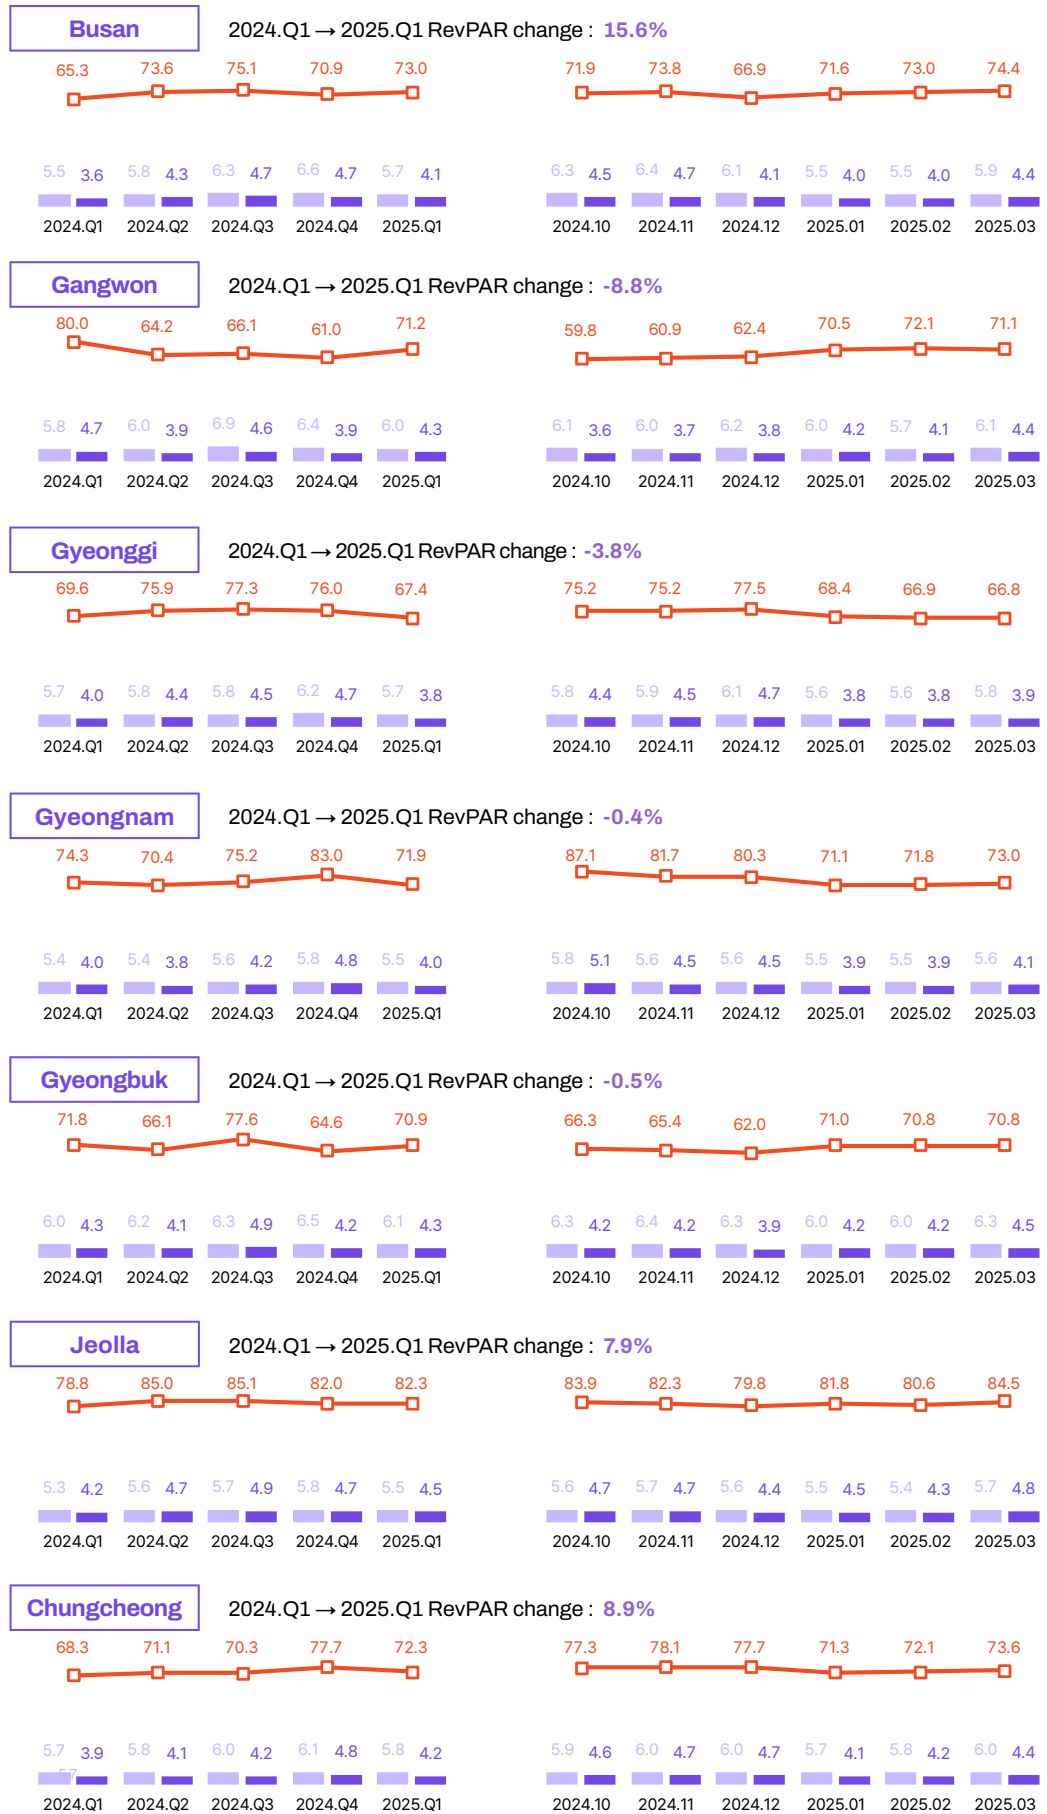 Busan 2024.Q1 → 2025.Q1 RevPAR change : 15.6%
65.3 73.6 75.1 70.9 73.0 71.9 73.8 66.9 71.6 73.0 74.4
5.5 3.6 5.8 4.3 6.3 4.7 6.6 4.7 5.7 4.1 6.3 4.5 6.4 4.7 6.1 4.1 5.5 4.0 5.5 4.0 5.9 4.4
2024.Q1 2024.Q2 2024.Q3 2024.Q4 2025.Q1 2024.10 2024.11 2024.12 2025.01 2025.02 2025.03
Gangwon 2024.Q1 → 2025.Q1 RevPAR change : -8.8%
80.0 64.2 66.1 61.0 71.2 59.8 60.9 62.4 70.5 72.1 71.1
5.8 4.7 6.0 3.9 6.9 4.6 6.4 3.9 6.0 4.3 6.1 3.6 6.0 3.7 6.2 3.8 6.0 4.2 5.7 4.1 6.1 4.4
2024.Q1 2024.Q2 2024.Q3 2024.Q4 2025.Q1 2024.10 2024.11 2024.12 2025.01 2025.02 2025.03
Gyeonggi 2024.Q1 → 2025.Q1 RevPAR change : -3.8%
69.6 75.9 77.3 76.0 67.4 75.2 75.2 77.5 68.4 66.9 66.8
5.7 4.0 5.8 4.4 5.8 4.5 6.2 4.7 5.7 3.8 5.8 4.4 5.9 4.5 6.1 4.7 5.6 3.8 5.6 3.8 5.8 3.9
2024.Q1 2024.Q2 2024.Q3 2024.Q4 2025.Q1 2024.10 2024.11 2024.12 2025.01 2025.02 2025.03
Gyeongnam 2024.Q1 → 2025.Q1 RevPAR change : -0.4%
74.3 70.4 75.2 83.0 71.9 87.1 81.7 80.3 71.1 71.8 73.0
5.4 4.0 5.4 3.8 5.6 4.2 5.8 4.8 5.5 4.0 5.8 5.1 5.6 4.5 5.6 4.5 5.5 3.9 5.5 3.9 5.6 4.1
2024.Q1 2024.Q2 2024.Q3 2024.Q4 2025.Q1 2024.10 2024.11 2024.12 2025.01 2025.02 2025.03
Gyeongbuk 2024.Q1 → 2025.Q1 RevPAR change : -0.5%
71.8 66.1 77.6 64.6 70.9 66.3 65.4 62.0 71.0 70.8 70.8
6.0 4.3 6.2 4.1 6.3 4.9 6.5 4.2 6.1 4.3 6.3 4.2 6.4 4.2 6.3 3.9 6.0 4.2 6.0 4.2 6.3 4.5
2024.Q1 2024.Q2 2024.Q3 2024.Q4 2025.Q1 2024.10 2024.11 2024.12 2025.01 2025.02 2025.03
Jeolla 2024.Q1 → 2025.Q1 RevPAR change : 7.9%
78.8 85.0 85.1 82.0 82.3 83.9 82.3 79.8 81.8 80.6 84.5
5.3 4.2 5.6 4.7 5.7 4.9 5.8 4.7 5.5 4.5 5.6 4.7 5.7 4.7 5.6 4.4 5.5 4.5 5.4 4.3 5.7 4.8
2024.Q1 2024.Q2 2024.Q3 2024.Q4 2025.Q1 2024.10 2024.11 2024.12 2025.01 2025.02 2025.03
Chungcheong 2024.Q1 → 2025.Q1 RevPAR change : 8.9%
68.3 71.1 70.3 77.7 72.3 77.3 78.1 77.7 71.3 72.1 73.6
5.7 3.9 5.8 4.1 6.0 4.2 6.1 4.8 5.8 4.2 5.9 4.6 6.0 4.7 6.0 4.7 5.7 4.1 5.8 4.2 6.0 4.4
5.7
2024.Q1 2024.Q2 2024.Q3 2024.Q4 2025.Q1 2024.10 2024.11 2024.12 2025.01 2025.02 2025.03